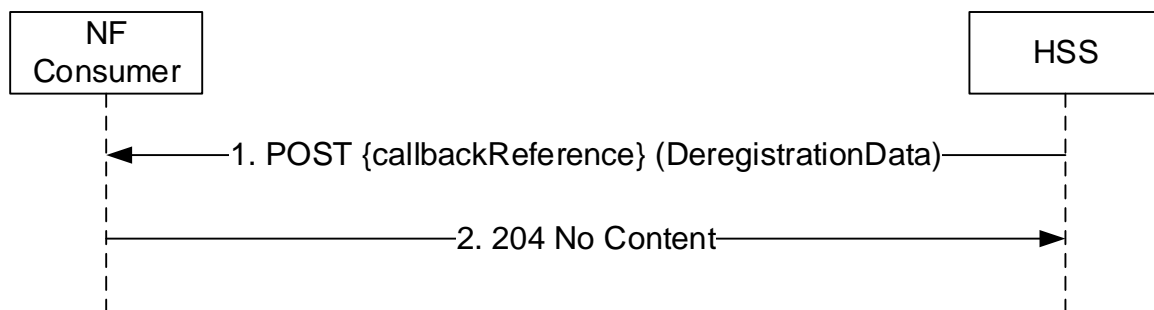 NF
Consumer
HSS
1. POST {callbackReference} (DeregistrationData)
2. 204 No Content